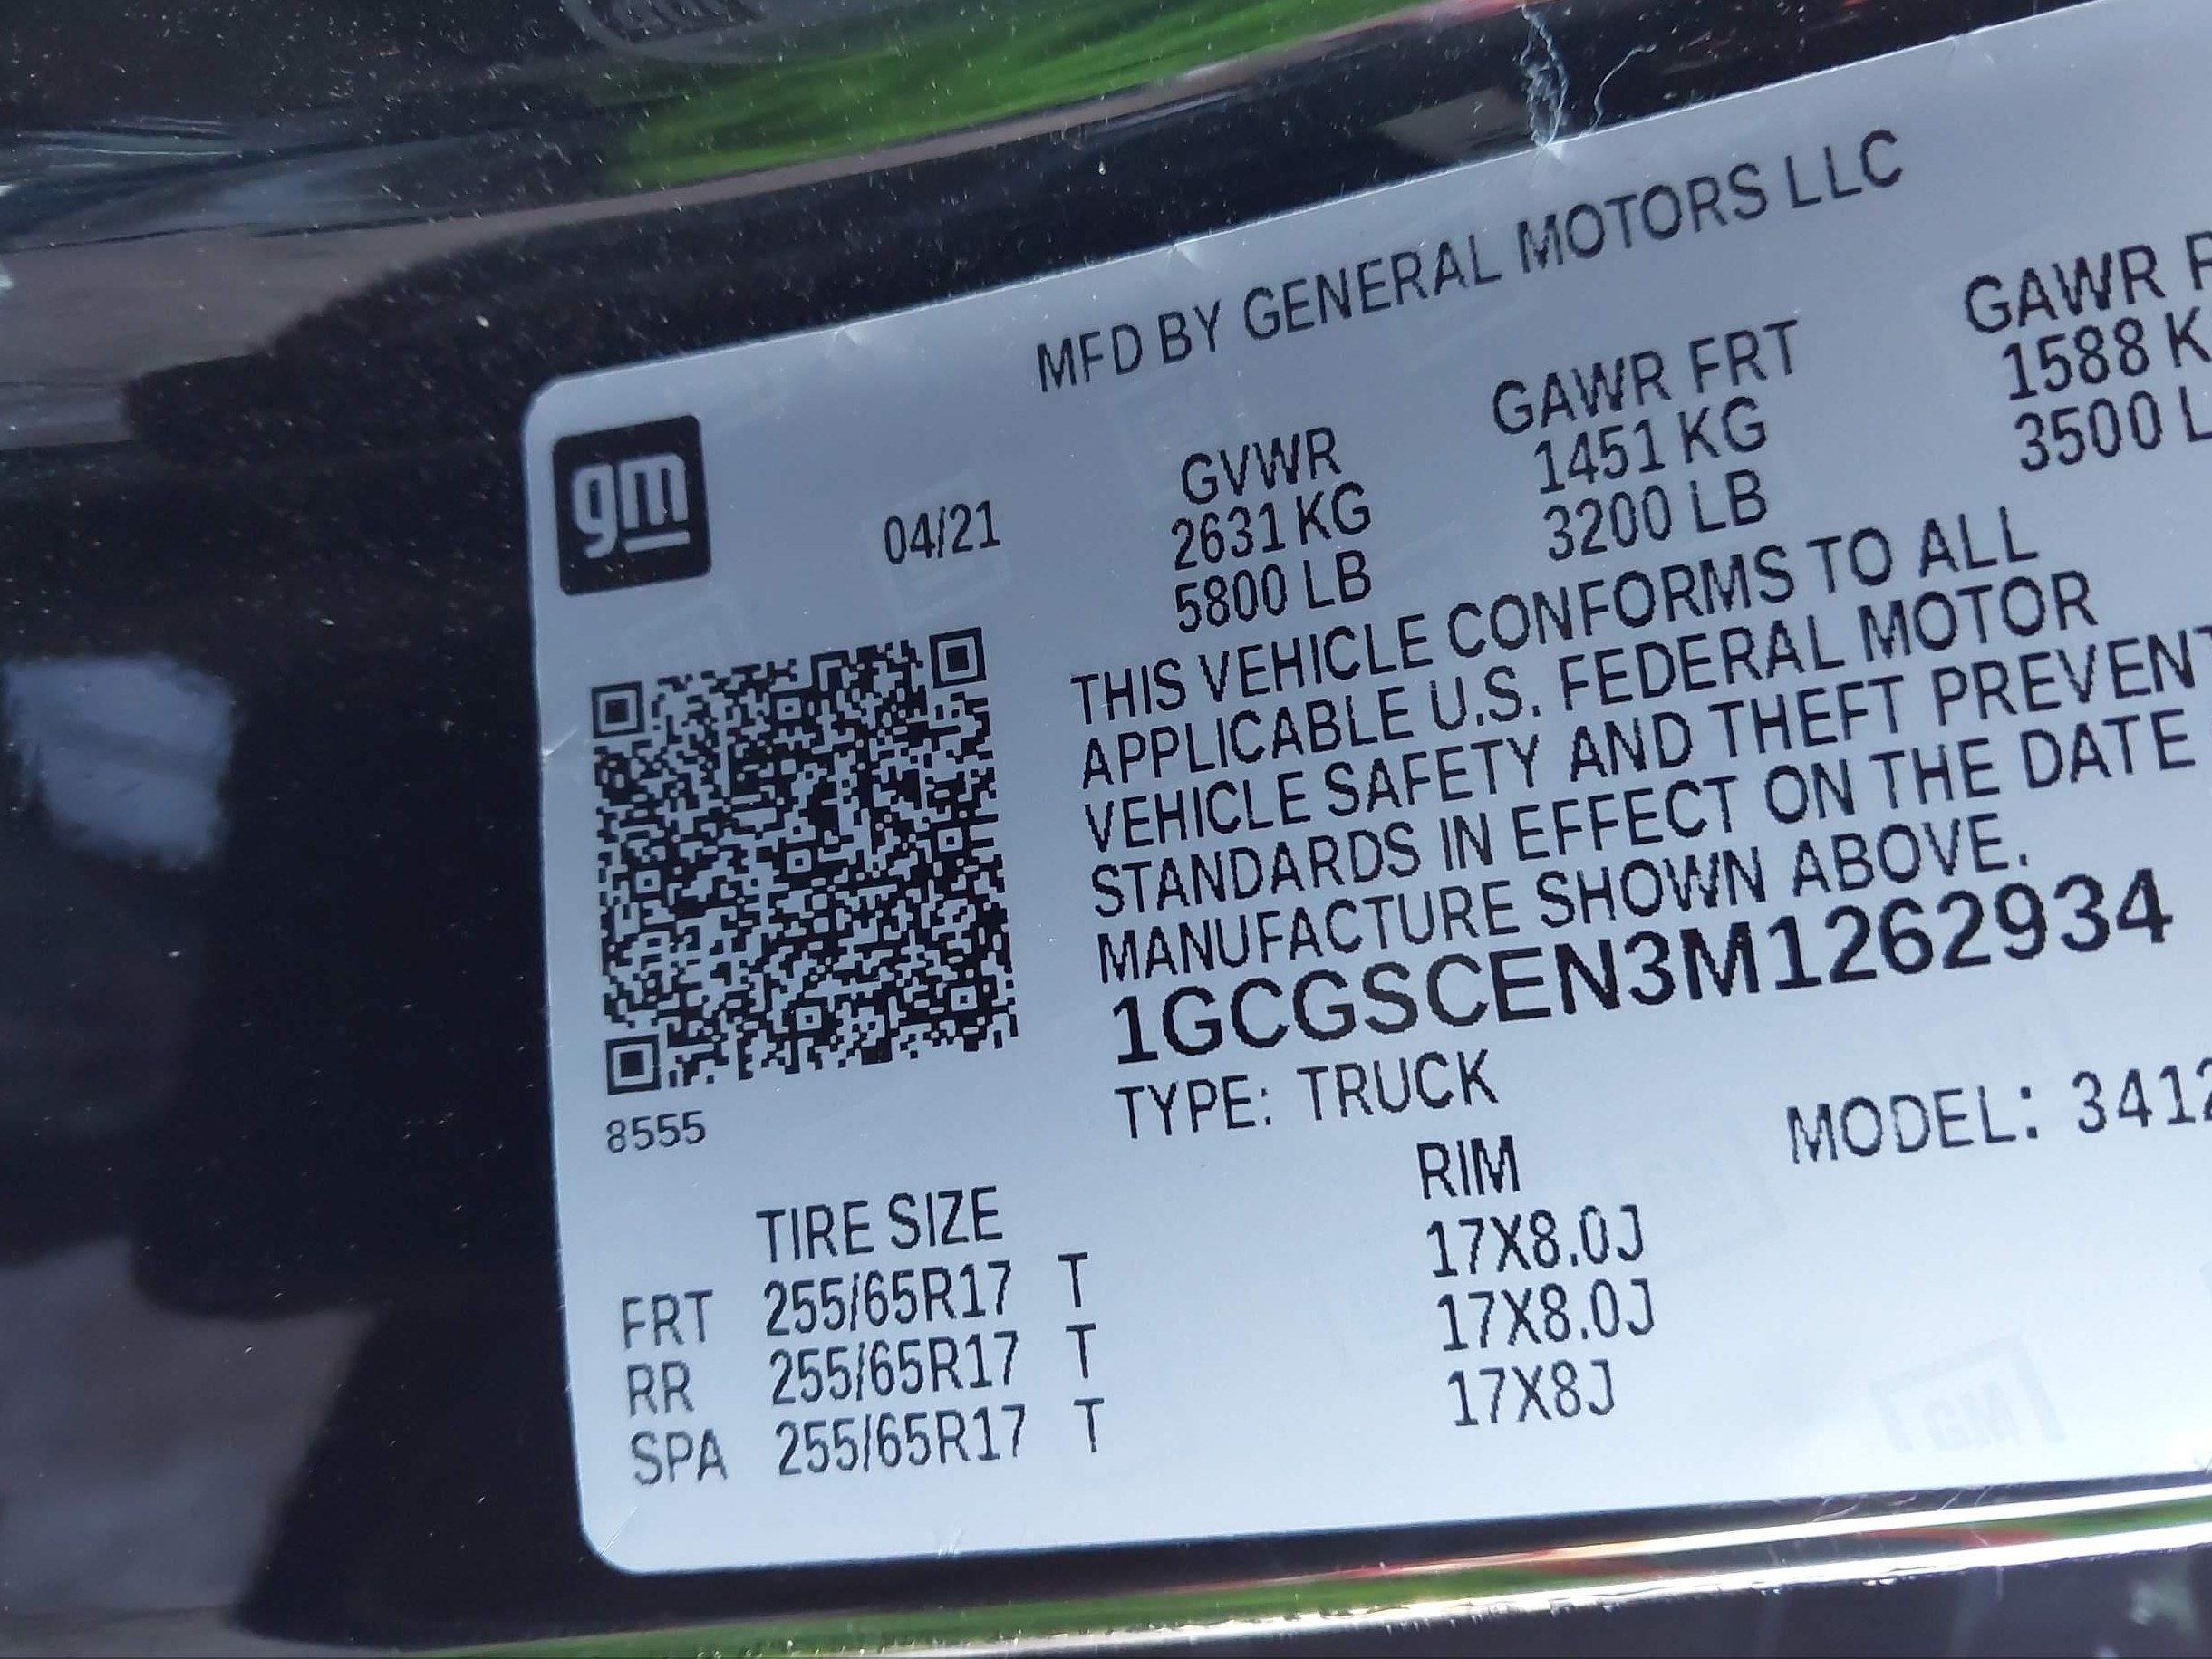 MFD BY GENERAL MOTORS LLC
gm
04/21
GVWR
2631 KG
5800 LB
GAWR FRT
1451 KG
3200 LB
GAWR
1588 K
3500 L
THIS VEHICLE CONFORMS TO ALL
APPLICABLE U.S. FEDERAL MOTOR
VEHICLE SAFETY AND THEFT PREVENT
STANDARDS IN EFFECT ON THE DATE
MANUFACTURE SHOWN ABOVE.
1GCGSCEN3M1262934
8555
TYPE: TRUCK
MODEL: 3412
TIRE SIZE RIM
FRT 255/65R17 T 17X8.0J
RR 255/65R17 T 17X8.0J
SPA 255/65R17 T 17X8J